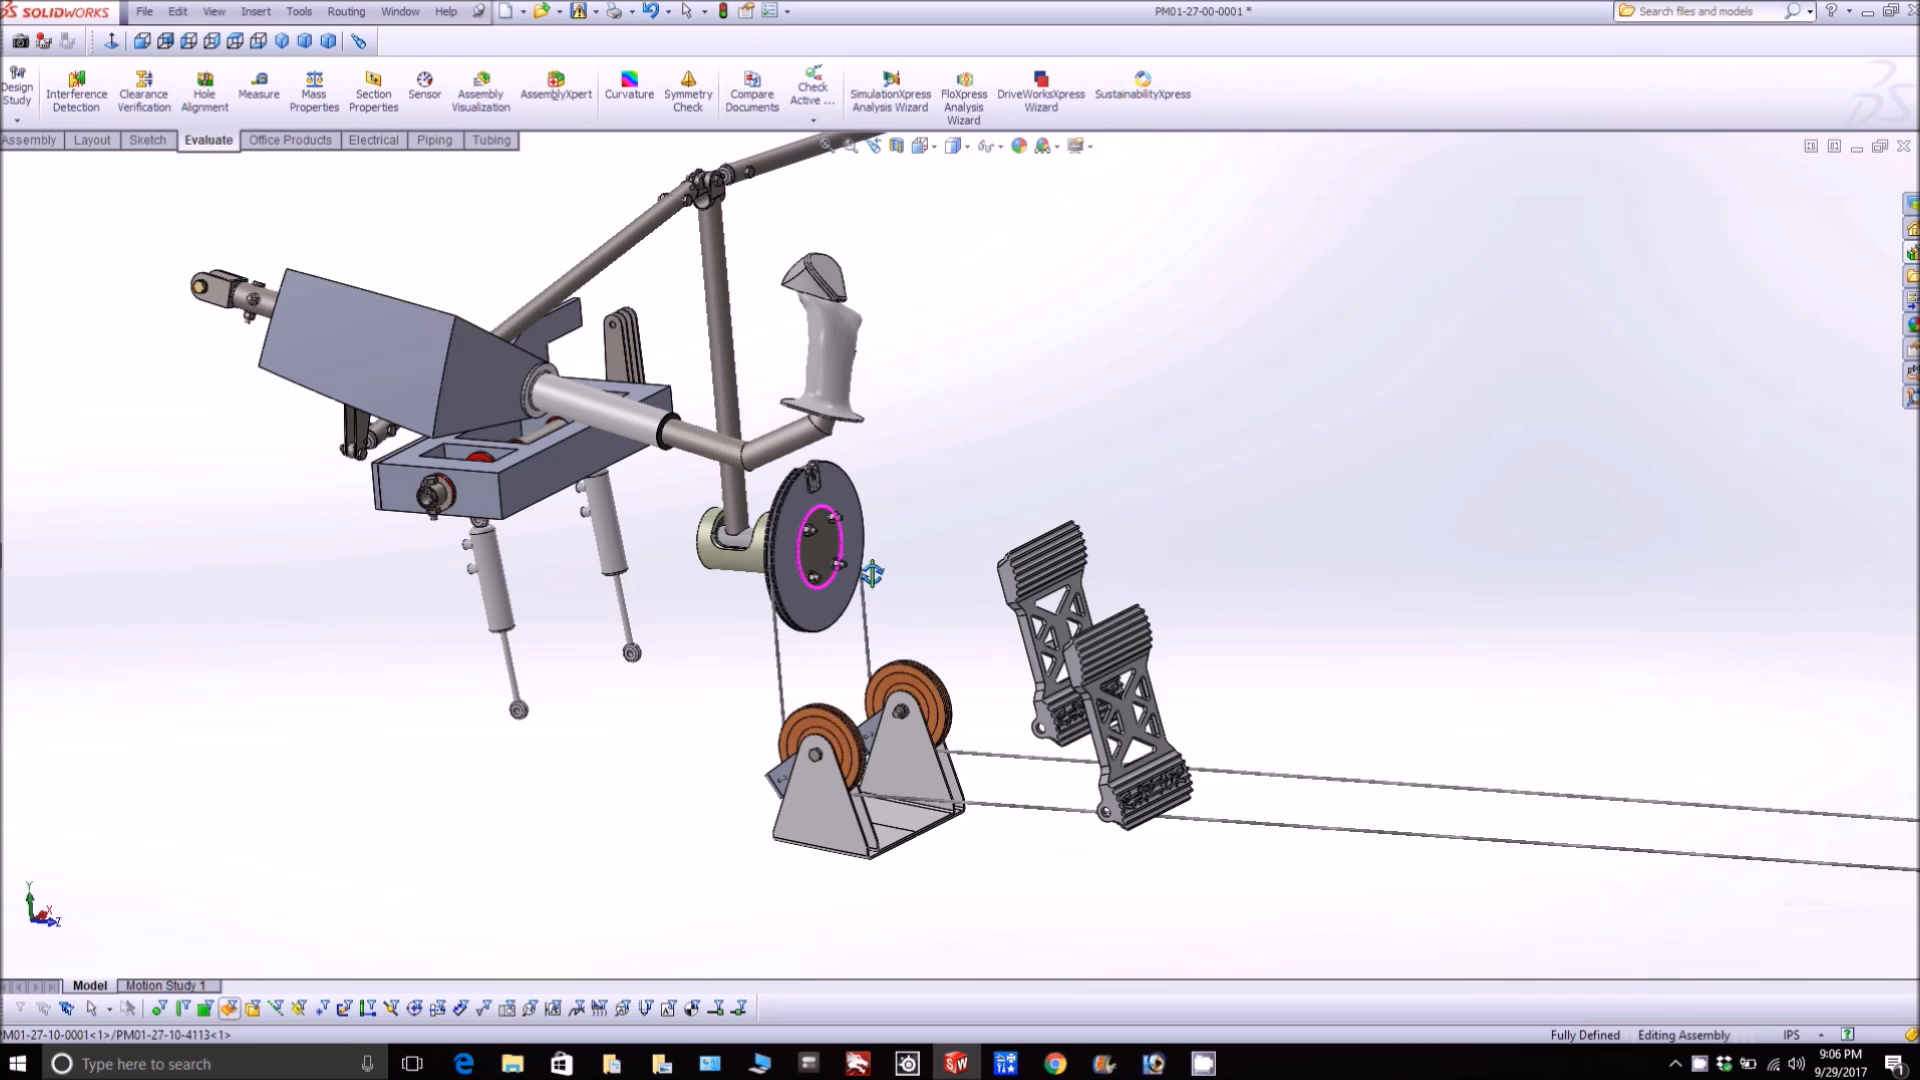 SOLIDWORKS File Edit View Insert Tools Routing Window Help PM01-27-00-0001 * Search files and models
Design Study
Interference Detection
Clearance Verification
Hole Alignment
Measure
Mass Properties
Section Properties
Sensor
Assembly Visualization
AssemblyXpert
Curvature
Symmetry Check
Compare Documents
Check Active ...
SimulationXpress Analysis Wizard
FloXpress Analysis Wizard
DriveWorksXpress Wizard
SustainabilityXpress
Assembly Layout Sketch Evaluate Office Products Electrical Piping Tubing
Y
X
Z
Model Motion Study 1
PM01-27-10-0001<1>/PM01-27-10-4113<1> Fully Defined Editing Assembly IPS
Type here to search
9:06 PM
9/29/2017